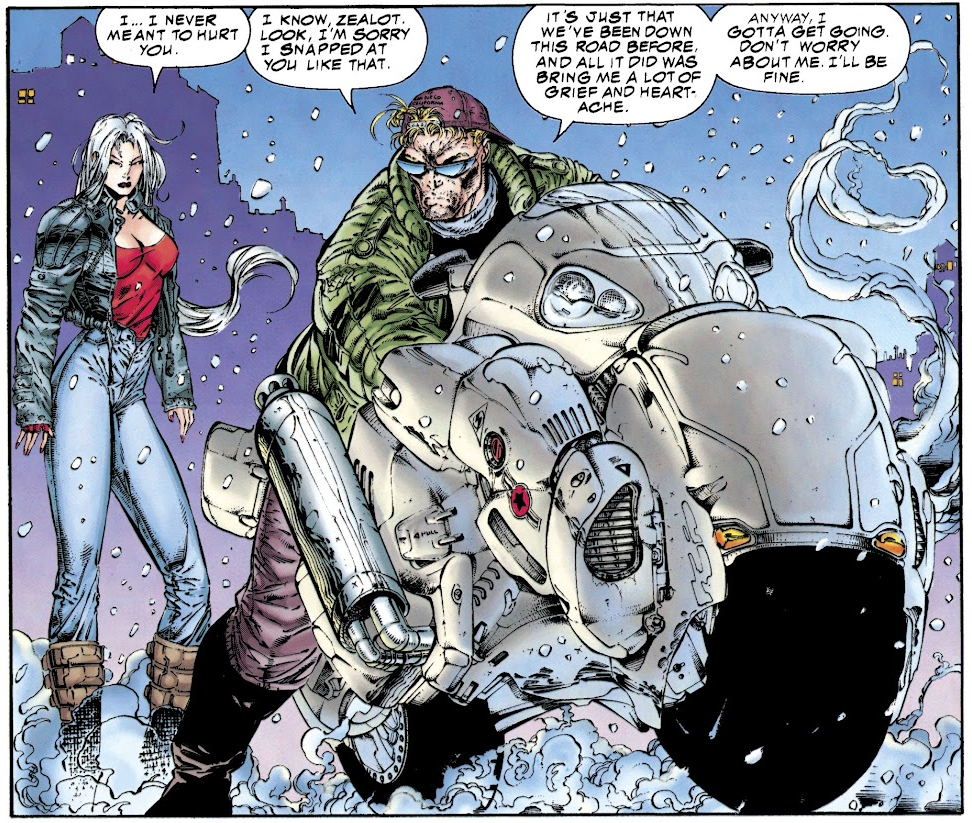 I... I NEVER
MEANT TO HURT
YOU.
I KNOW, ZEALOT.
LOOK, I'M SORRY
I SNAPPED AT
YOU LIKE THAT.
IT'S JUST THAT
WE'VE BEEN DOWN
THIS ROAD BEFORE,
AND ALL IT DID WAS
BRING ME A LOT OF
GRIEF AND HEART-
ACHE.
ANYWAY, I
GOTTA GET GOING.
DON'T WORRY
ABOUT ME. I'LL BE
FINE.
CALIFORNIA